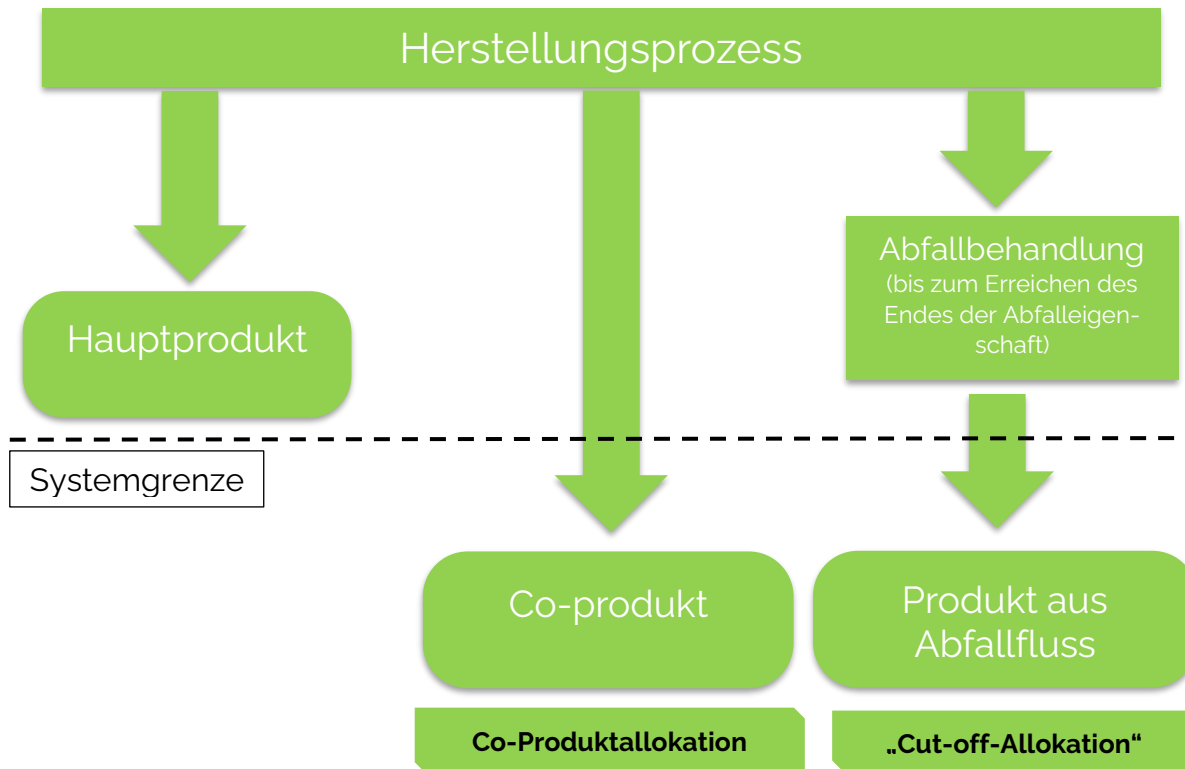 Herstellungsprozess
Abfallbehandlung
(bis zum Erreichen des
Endes der Abfalleigen-
schaft)
Hauptprodukt
Systemgrenze
Co-produkt
Produkt aus
Abfallfluss
Co-Produktallokation
„Cut-off-Allokation“